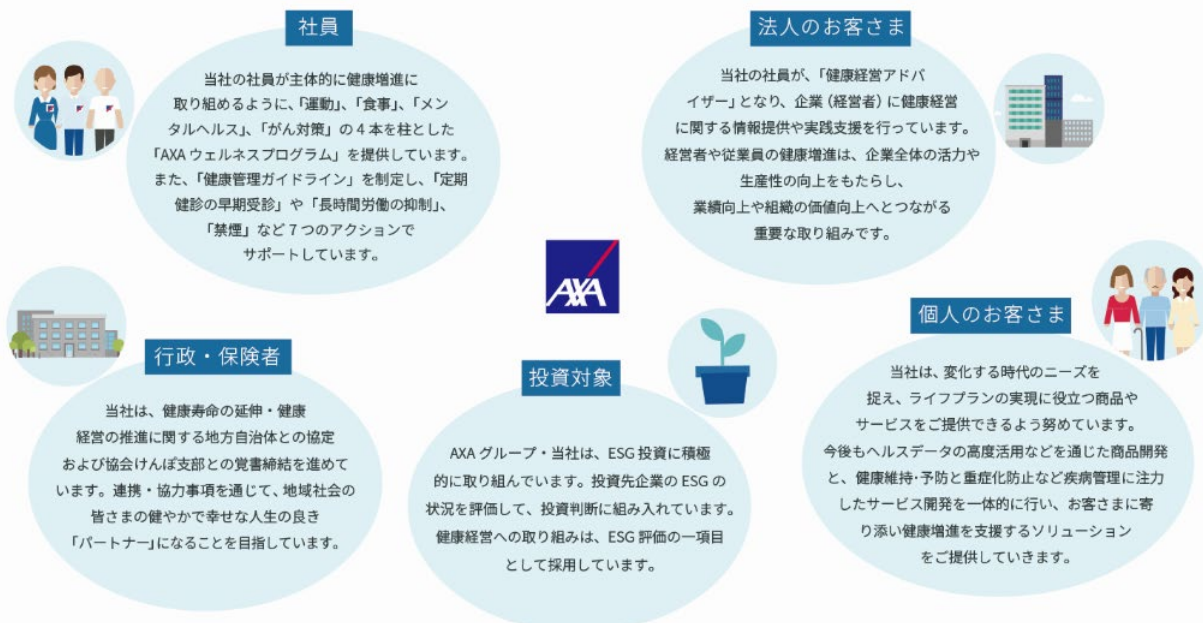 社員
当社の社員が主体的に健康増進に
取り組めるように、「運動」、「食事」、「メン
タルヘルス」、「がん対策」の4本を柱とした
「AXAウェルネスプログラム」を提供しています。
また、「健康管理ガイドライン」を制定し、「定期
健診の早期受診」や「長時間労働の抑制」、
「禁煙」など7つのアクションで
サポートしています。
法人のお客さま
当社の社員が、「健康経営アドバ
イザー」となり、企業（経営者）に健康経営
に関する情報提供や実践支援を行っています。
経営者や従業員の健康増進は、企業全体の活力や
生産性の向上をもたらし、
業績向上や組織の価値向上へとつながる
重要な取り組みです。
AXA
行政・保険者
当社は、健康寿命の延伸・健康
経営の推進に関する地方自治体との協定
および協会けんぽ支部との覚書締結を進めて
います。連携・協力事項を通じて、地域社会の
皆さまの健やかで幸せな人生の良き
「パートナー」になることを目指しています。
投資対象
AXAグループ・当社は、ESG投資に積極
的に取り組んでいます。投資先企業のESGの
状況を評価して、投資判断に組み入れています。
健康経営への取り組みは、ESG評価の一項目
として採用しています。
個人のお客さま
当社は、変化する時代のニーズを
捉え、ライフプランの実現に役立つ商品や
サービスをご提供できるよう努めています。
今後もヘルスデータの高度活用などを通じた商品開発
と、健康維持・予防と重症化防止など疾病管理に注力
したサービス開発を一体的に行い、お客さまに寄
り添い健康増進を支援するソリューション
をご提供していきます。